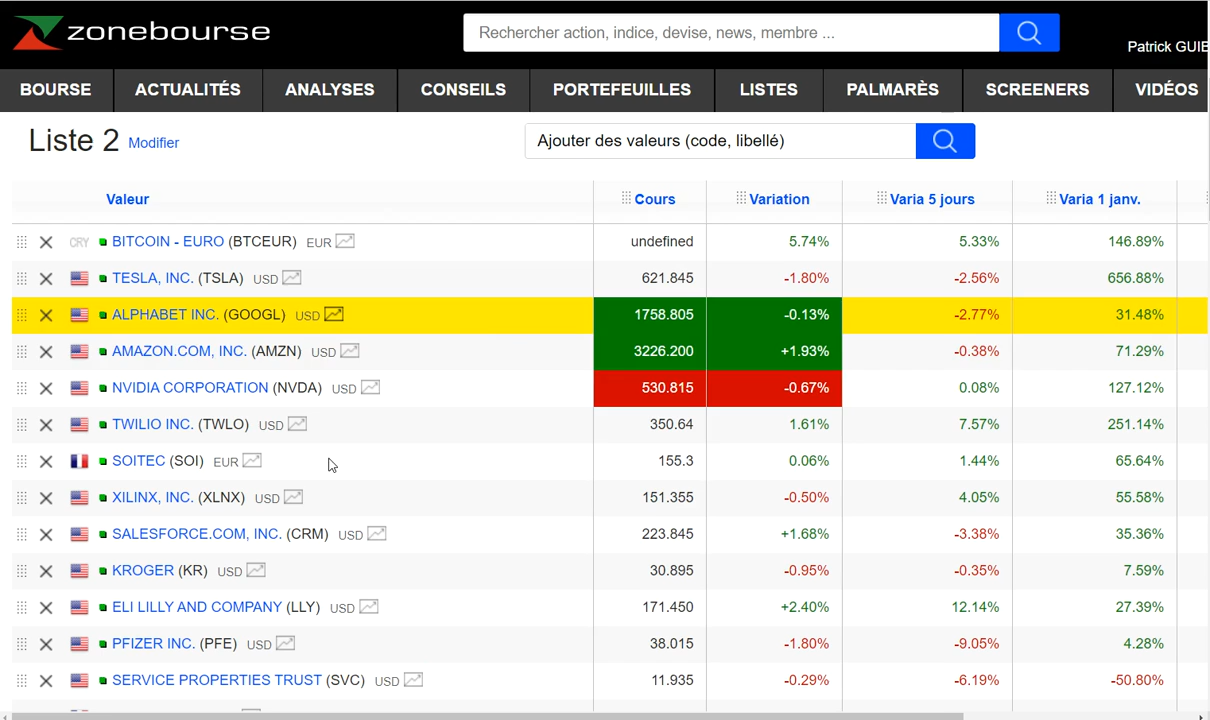 zonebourse
Rechercher action, indice, devise, news, membre ...
Patrick GUIE
BOURSE ACTUALITÉS ANALYSES CONSEILS PORTEFEUILLES LISTES PALMARÈS SCREENERS VIDÉOS
Liste 2 Modifier
Ajouter des valeurs (code, libellé)
Valeur Cours Variation Varia 5 jours Varia 1 janv.
CRY BITCOIN - EURO (BTCEUR) EUR undefined 5.74% 5.33% 146.89%
TESLA, INC. (TSLA) USD 621.845 -1.80% -2.56% 656.88%
ALPHABET INC. (GOOGL) USD 1758.805 -0.13% -2.77% 31.48%
AMAZON.COM, INC. (AMZN) USD 3226.200 +1.93% -0.38% 71.29%
NVIDIA CORPORATION (NVDA) USD 530.815 -0.67% 0.08% 127.12%
TWILIO INC. (TWLO) USD 350.64 1.61% 7.57% 251.14%
SOITEC (SOI) EUR 155.3 0.06% 1.44% 65.64%
XILINX, INC. (XLNX) USD 151.355 -0.50% 4.05% 55.58%
SALESFORCE.COM, INC. (CRM) USD 223.845 +1.68% -3.38% 35.36%
KROGER (KR) USD 30.895 -0.95% -0.35% 7.59%
ELI LILLY AND COMPANY (LLY) USD 171.450 +2.40% 12.14% 27.39%
PFIZER INC. (PFE) USD 38.015 -1.80% -9.05% 4.28%
SERVICE PROPERTIES TRUST (SVC) USD 11.935 -0.29% -6.19% -50.80%